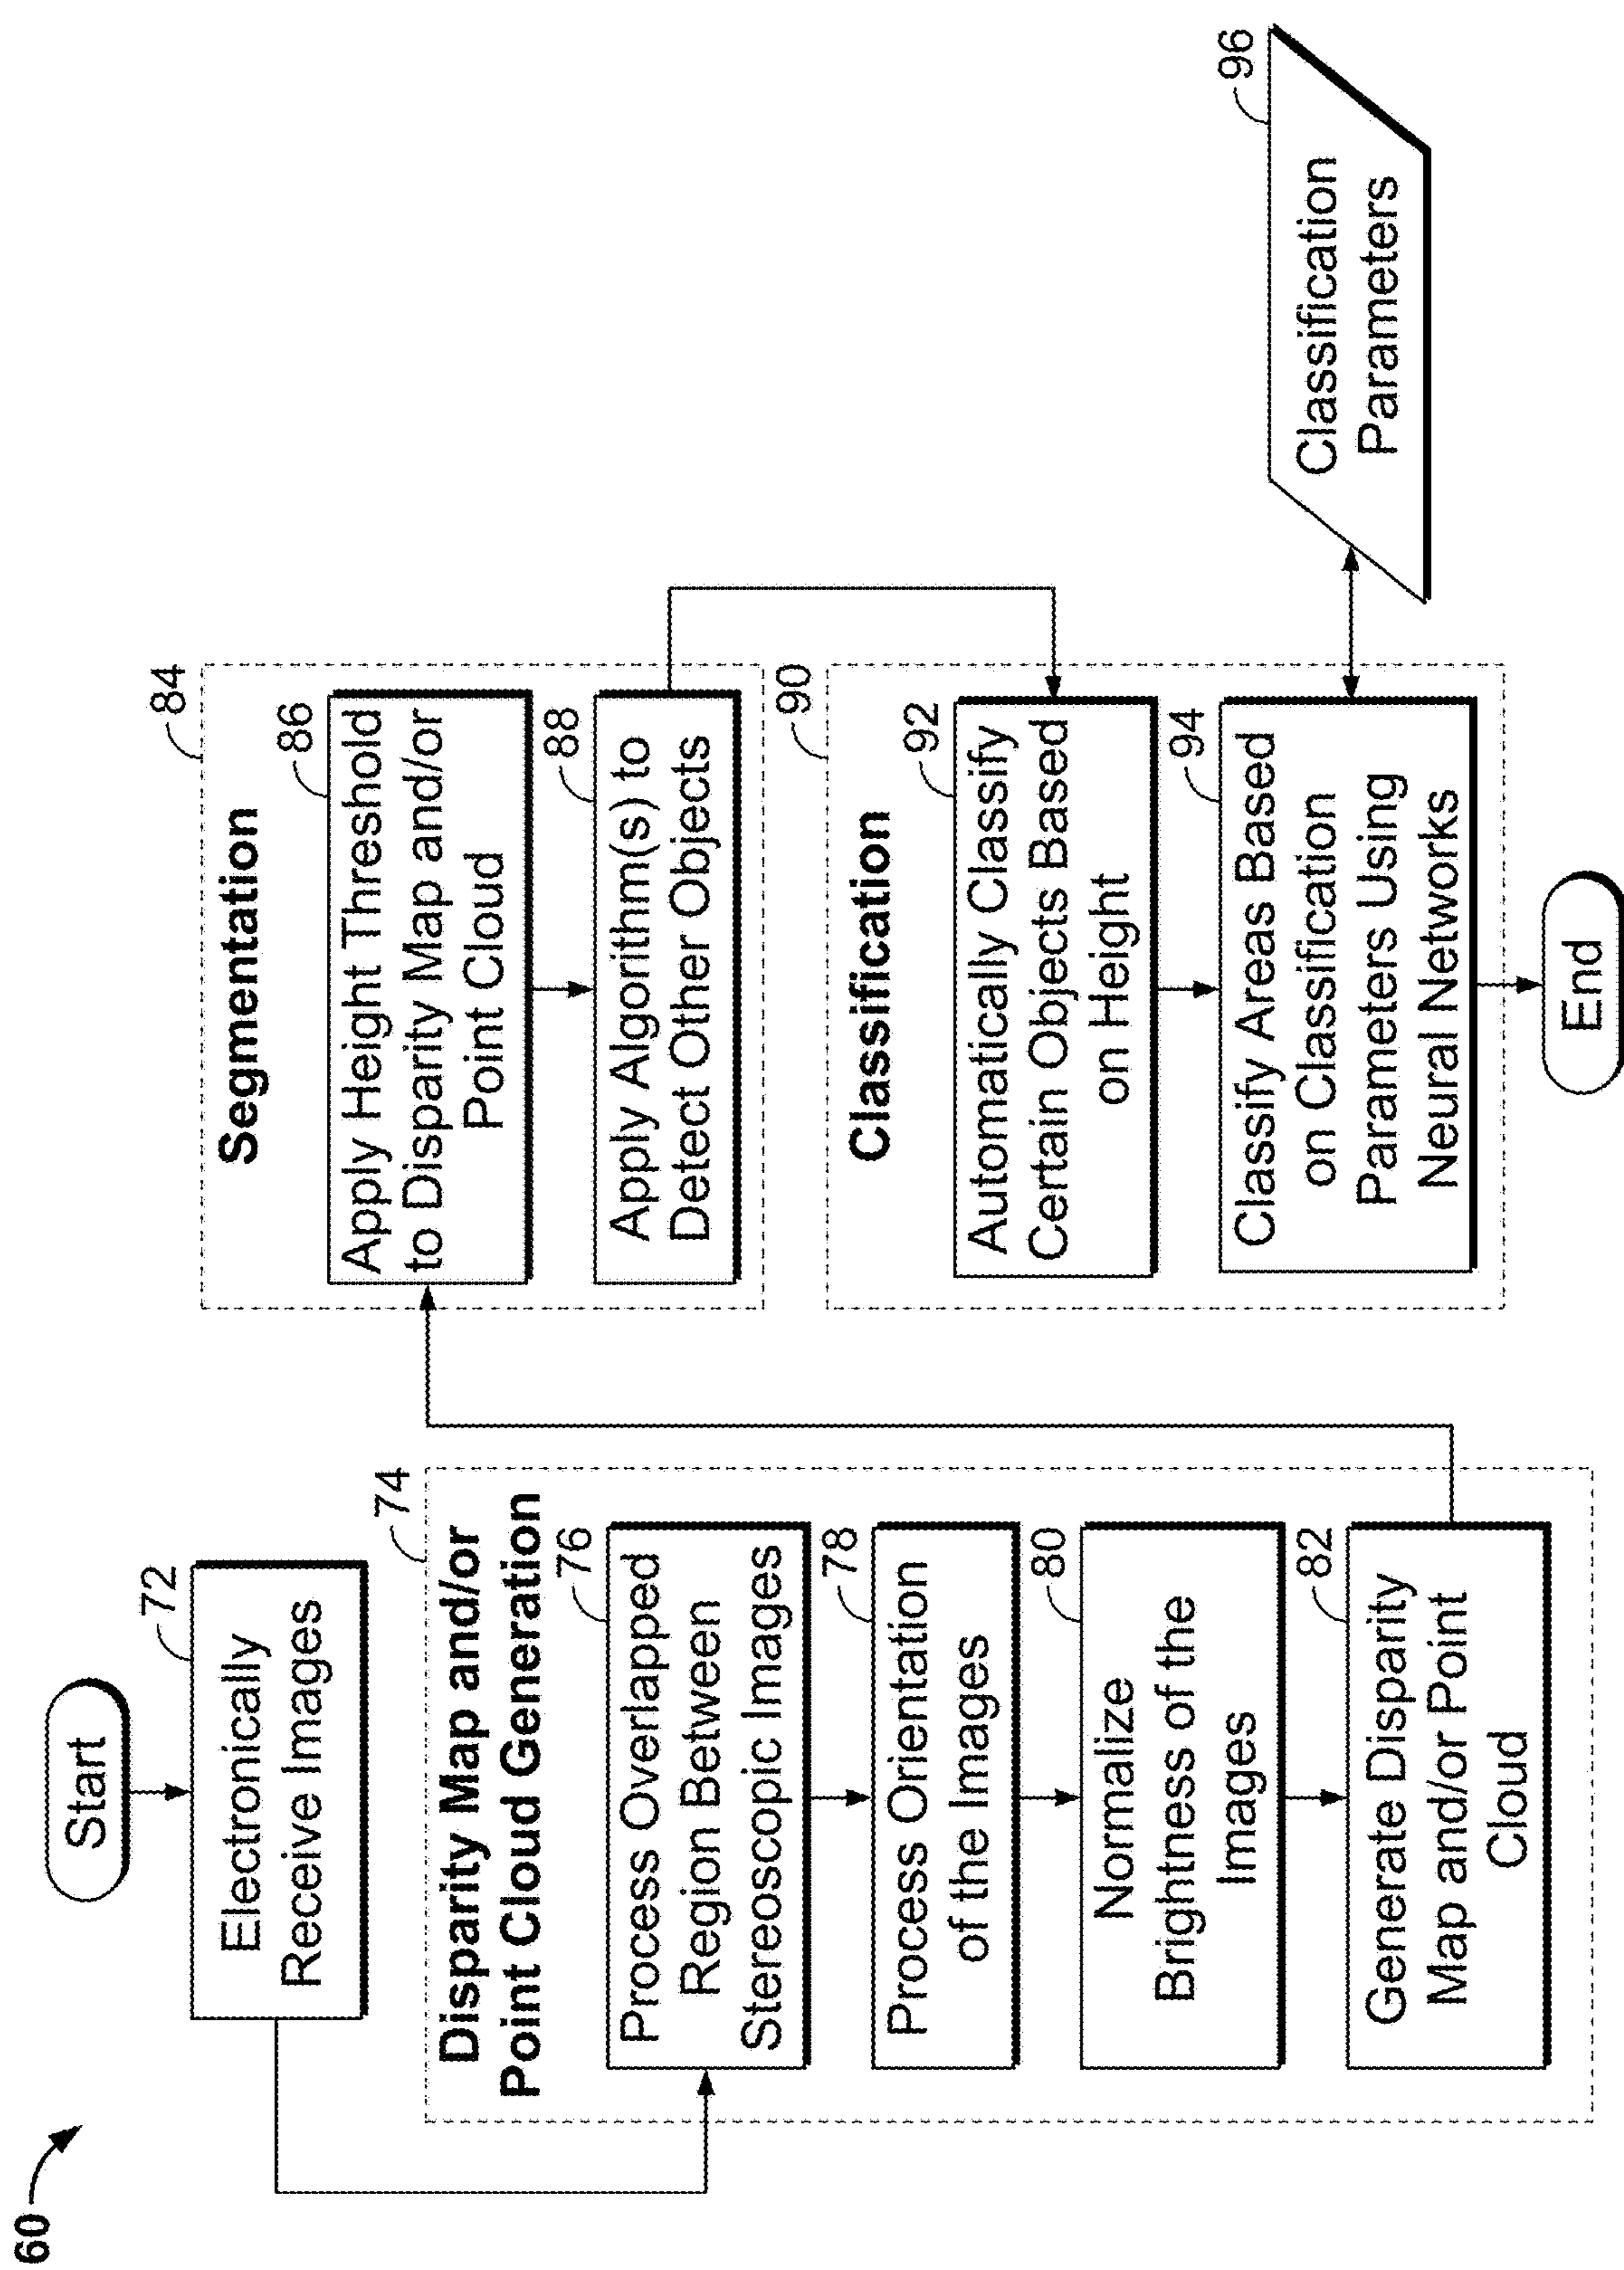 60
Start
72
Electronically
Receive Images
74
Disparity Map and/or
Point Cloud Generation
76
Process Overlapped
Region Between
Stereoscopic Images
78
Process Orientation
of the Images
80
Normalize
Brightness of the
Images
82
Generate Disparity
Map and/or Point
Cloud
84
Segmentation
86
Apply Height Threshold
to Disparity Map and/or
Point Cloud
88
Apply Algorithm(s) to
Detect Other Objects
90
Classification
92
Automatically Classify
Certain Objects Based
on Height
94
Classify Areas Based
on Classification
Parameters Using
Neural Networks
96
Classification
Parameters
End